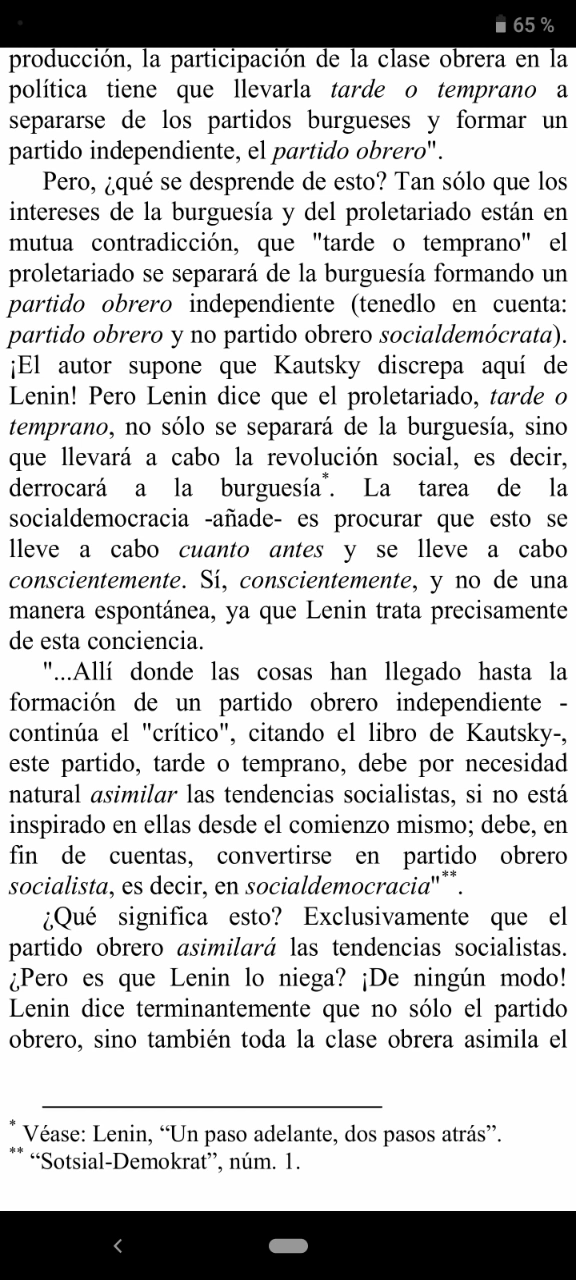 65 %
producción, la participación de la clase obrera en la
política tiene que llevarla tarde o temprano a
separarse de los partidos burgueses y formar un
partido independiente, el partido obrero".
Pero, ¿qué se desprende de esto? Tan sólo que los
intereses de la burguesía y del proletariado están en
mutua contradicción, que "tarde o temprano" el
proletariado se separará de la burguesía formando un
partido obrero independiente (tenedlo en cuenta:
partido obrero y no partido obrero socialdemócrata).
¡El autor supone que Kautsky discrepa aquí de
Lenin! Pero Lenin dice que el proletariado, tarde o
temprano, no sólo se separará de la burguesía, sino
que llevará a cabo la revolución social, es decir,
derrocará a la burguesía*. La tarea de la
socialdemocracia -añade- es procurar que esto se
lleve a cabo cuanto antes y se lleve a cabo
conscientemente. Sí, conscientemente, y no de una
manera espontánea, ya que Lenin trata precisamente
de esta conciencia.
"...Allí donde las cosas han llegado hasta la
formación de un partido obrero independiente -
continúa el "crítico", citando el libro de Kautsky-,
este partido, tarde o temprano, debe por necesidad
natural asimilar las tendencias socialistas, si no está
inspirado en ellas desde el comienzo mismo; debe, en
fin de cuentas, convertirse en partido obrero
socialista, es decir, en socialdemocracia"**.
¿Qué significa esto? Exclusivamente que el
partido obrero asimilará las tendencias socialistas.
¿Pero es que Lenin lo niega? ¡De ningún modo!
Lenin dice terminantemente que no sólo el partido
obrero, sino también toda la clase obrera asimila el
* Véase: Lenin, “Un paso adelante, dos pasos atrás”.
** “Sotsial-Demokrat”, núm. 1.